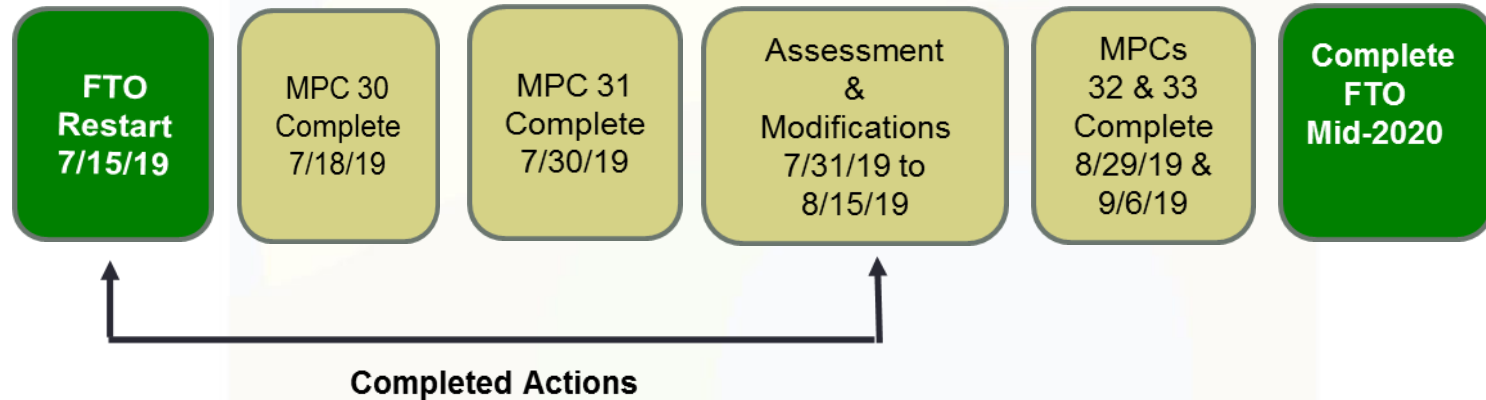 FTO
Restart
7/15/19
MPC 30
Complete
7/18/19
MPC 31
Complete
7/30/19
Assessment
&
Modifications
7/31/19 to
8/15/19
MPCs
32 & 33
Complete
8/29/19 &
9/6/19
Complete
FTO
Mid-2020
Completed Actions